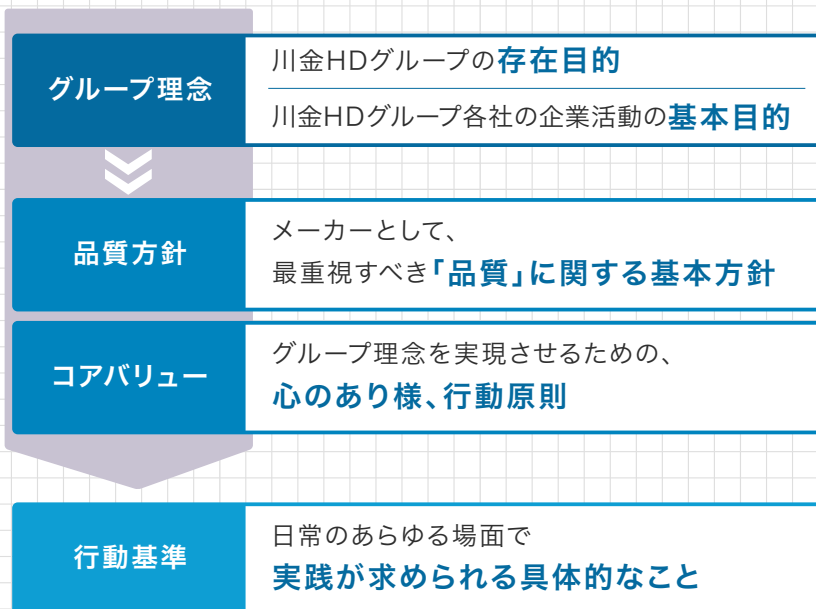 グループ理念
川金HDグループの存在目的
川金HDグループ各社の企業活動の基本目的
品質方針
メーカーとして、
最重視すべき「品質」に関する基本方針
コアバリュー
グループ理念を実現させるための、
心のあり様、行動原則
行動基準
日常のあらゆる場面で
実践が求められる具体的なこと